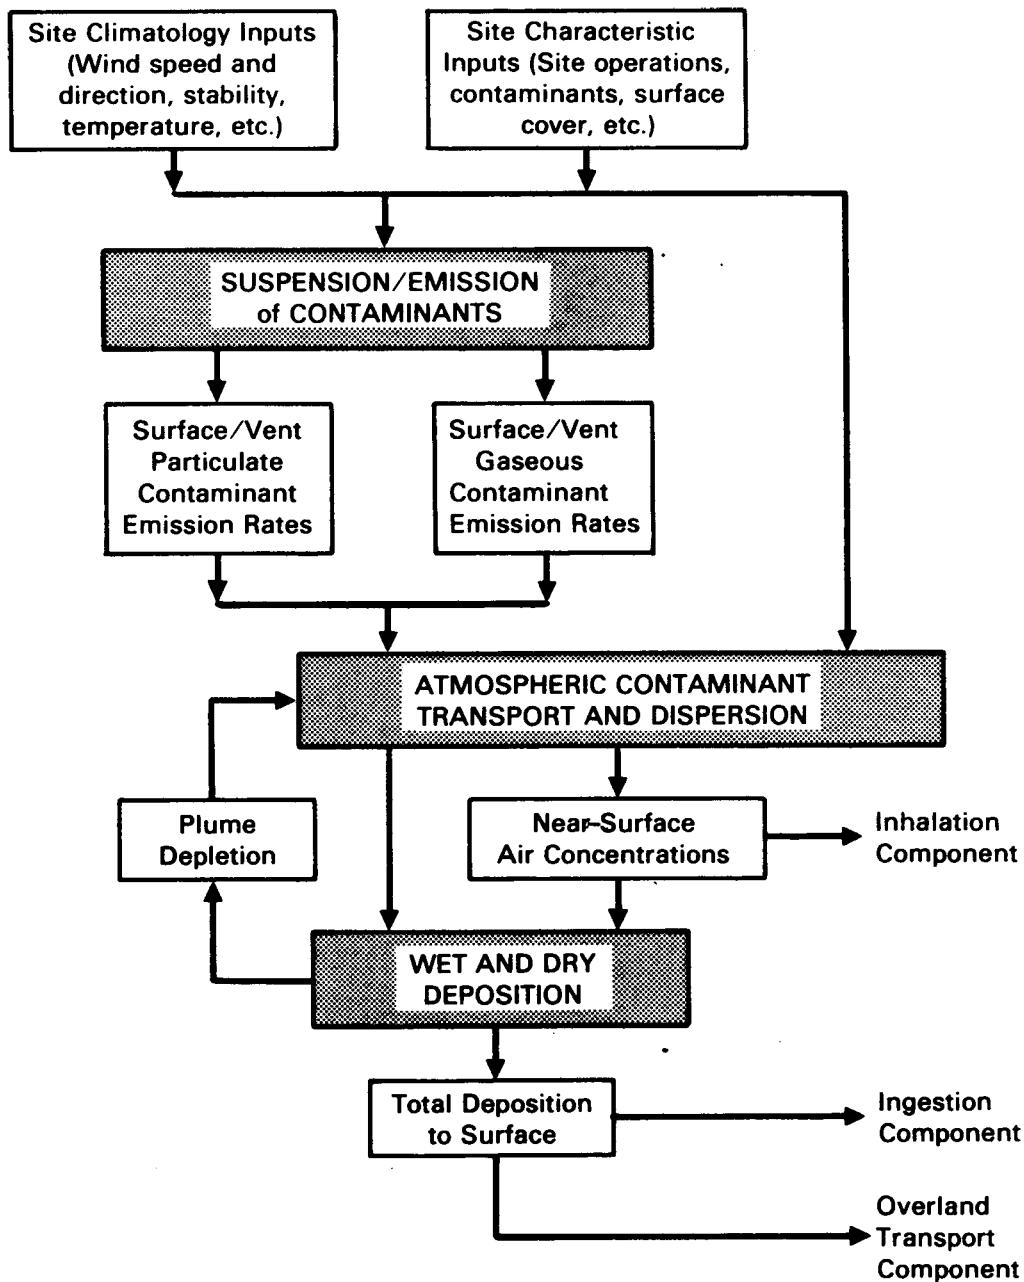 Site Climatology Inputs
(Wind speed and
direction, stability,
temperature, etc.)
Site Characteristic
Inputs (Site operations,
contaminants, surface
cover, etc.)
SUSPENSION/EMISSION
of CONTAMINANTS
Surface/Vent
Particulate
Contaminant
Emission Rates
Surface/Vent
Gaseous
Contaminant
Emission Rates
ATMOSPHERIC CONTAMINANT
TRANSPORT AND DISPERSION
Plume
Depletion
Near-Surface
Air Concentrations
Inhalation
Component
WET AND DRY
DEPOSITION
Total Deposition
to Surface
Ingestion
Component
Overland
Transport
Component